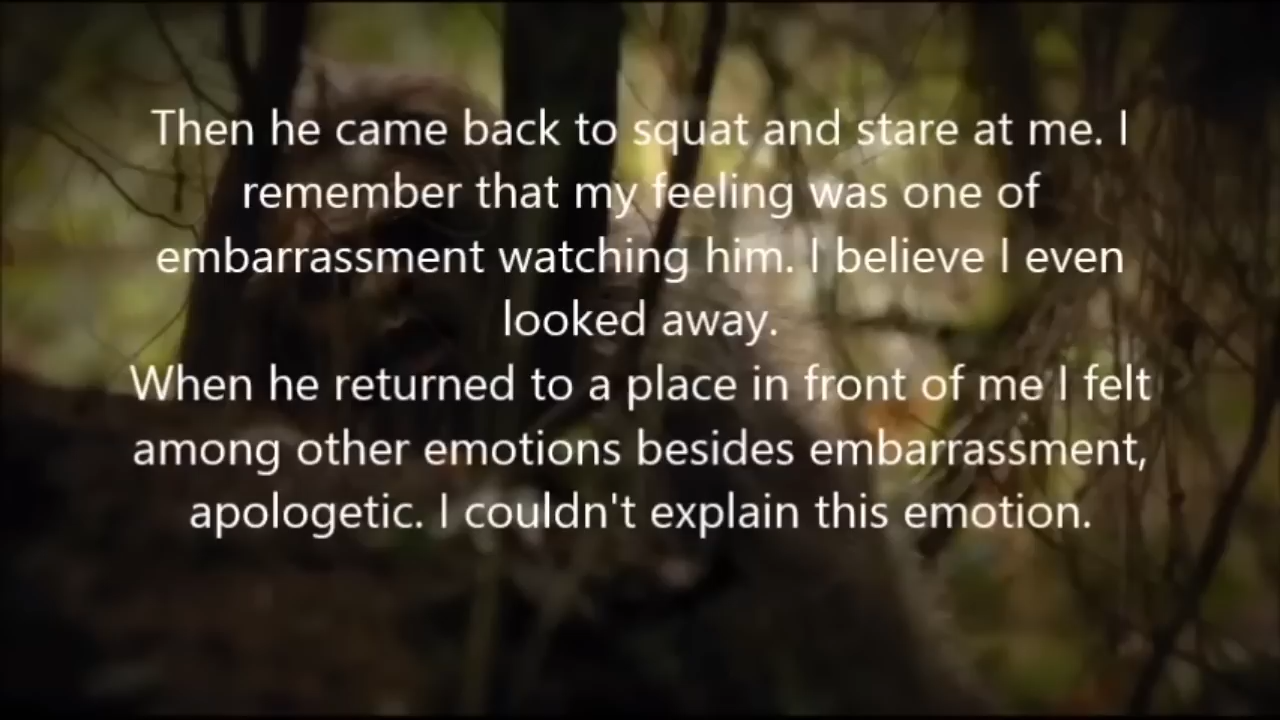 Then he came back to squat and stare at me. I
remember that my feeling was one of
embarrassment watching him. I believe I even
looked away.
When he returned to a place in front of me I felt
among other emotions besides embarrassment,
apologetic. I couldn't explain this emotion.